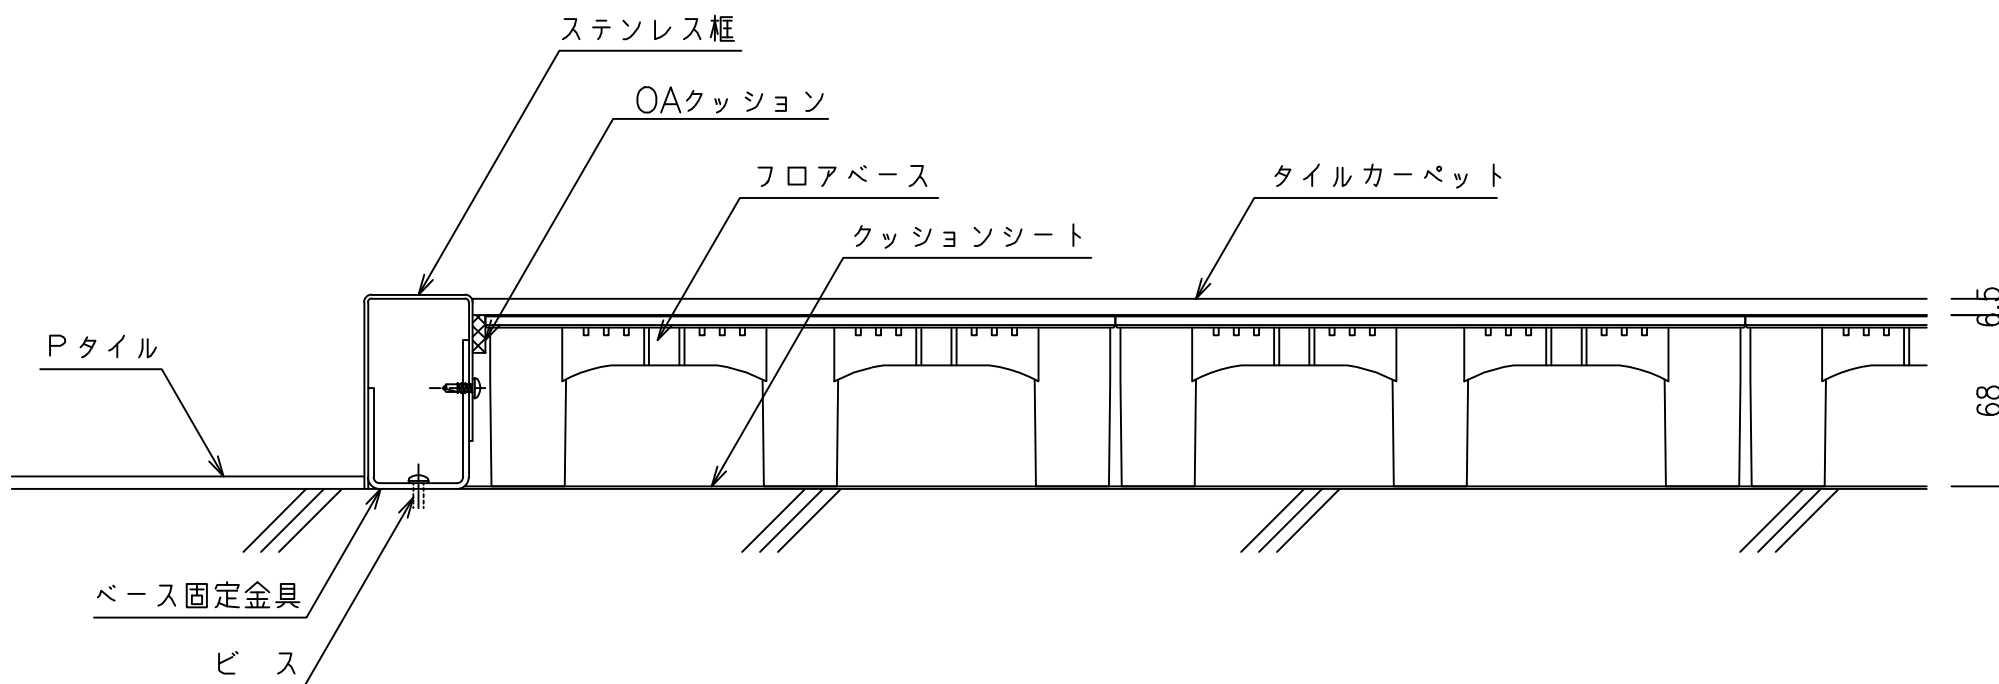 ステンレス框
OAクッション
フロアベース
タイルカーペット
クッションシート
6.5
Pタイル
68
ベース固定金具
ビ ス